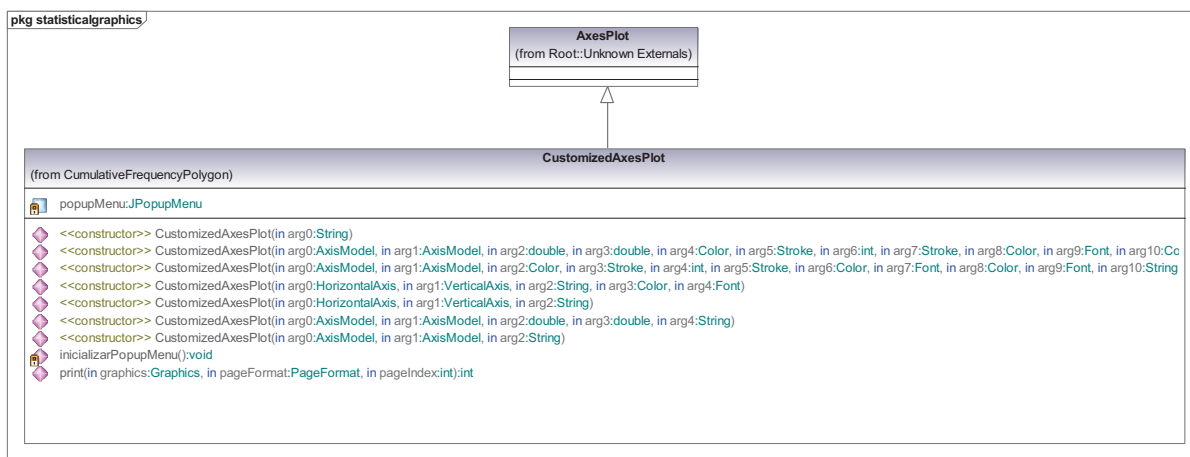 pkg statisticalgraphics
AxesPlot
(from Root::Unknown Externals)
CustomizedAxesPlot
(from CumulativeFrequencyPolygon)
popupMenu:JPopupMenu
<<constructor>> CustomizedAxesPlot(in arg0:String)
<<constructor>> CustomizedAxesPlot(in arg0:AxisModel, in arg1:AxisModel, in arg2:double, in arg3:double, in arg4:Color, in arg5:Stroke, in arg6:int, in arg7:Stroke, in arg8:Color, in arg9:Font, in arg10:Co
<<constructor>> CustomizedAxesPlot(in arg0:AxisModel, in arg1:AxisModel, in arg2:Color, in arg3:Stroke, in arg4:int, in arg5:Stroke, in arg6:Color, in arg7:Font, in arg8:Color, in arg9:Font, in arg10:String
<<constructor>> CustomizedAxesPlot(in arg0:HorizontalAxis, in arg1:VerticalAxis, in arg2:String, in arg3:Color, in arg4:Font)
<<constructor>> CustomizedAxesPlot(in arg0:HorizontalAxis, in arg1:VerticalAxis, in arg2:String)
<<constructor>> CustomizedAxesPlot(in arg0:AxisModel, in arg1:AxisModel, in arg2:double, in arg3:double, in arg4:String)
<<constructor>> CustomizedAxesPlot(in arg0:AxisModel, in arg1:AxisModel, in arg2:String)
inicializarPopupMenu():void
print(in graphics:Graphics, in pageFormat:PageFormat, in pageIndex:int):int